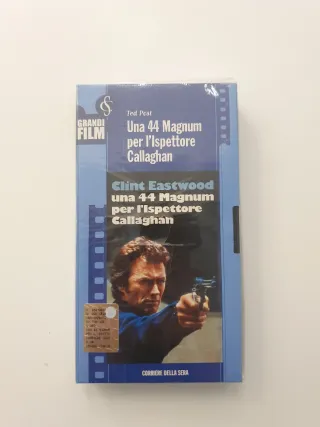 GRANDI
FILM
Ted Post
Una 44 Magnum
per l'Ispettore
Callaghan
Clint Eastwood
una 44 Magnum
per l'Ispettore
Callaghan
CORRIERE DELLA SERA